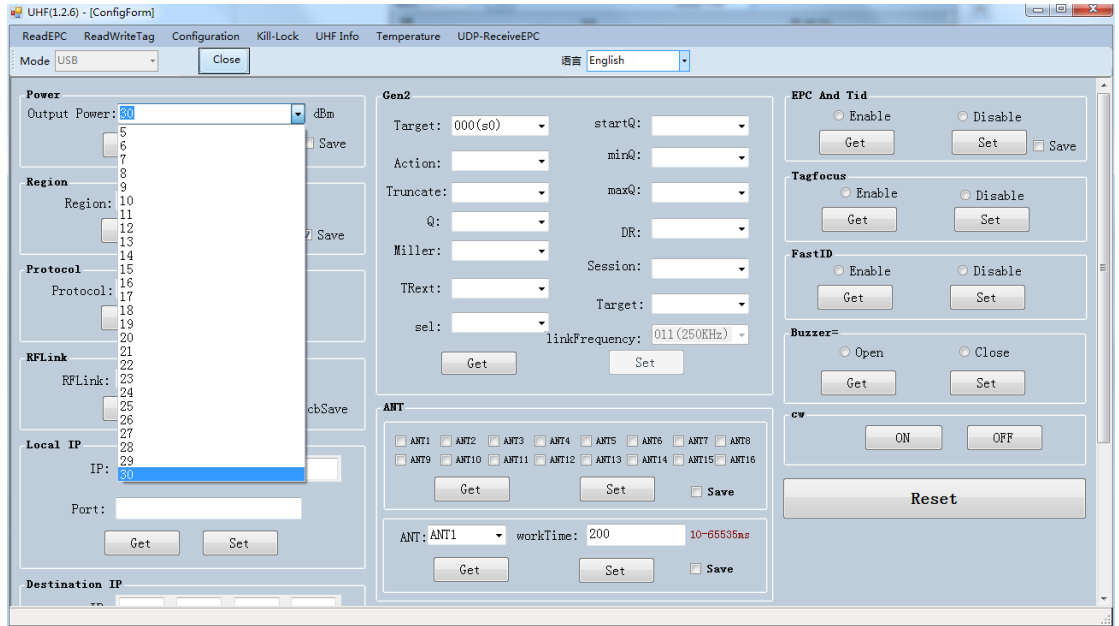 UHF(1.2.6) - [ConfigForm]
ReadEPC ReadWriteTag Configuration Kill-Lock UHF Info Temperature UDP-ReceiveEPC
Mode USB Close 语言 English
Power
Output Power: 30 dBm
5
6
7
8
9
10
11
12
13
14
15
16
17
18
19
20
21
22
23
24
25
26
27
28
29
30
Save
Region
Region:
Save
Protocol
Protocol:
RFLink
RFLink:
cbSave
Local IP
IP:
Port:
Get Set
Destination IP
Gen2
Target: 000(s0) startQ:
Action: minQ:
Truncate: maxQ:
Q: DR:
Miller: Session:
TRext: Target:
sel: linkFrequency: 011(250KHz)
Get Set
ANT
ANT1 ANT2 ANT3 ANT4 ANT5 ANT6 ANT7 ANT8
ANT9 ANT10 ANT11 ANT12 ANT13 ANT14 ANT15 ANT16
Get Set Save
ANT: ANT1 workTime: 200 10-65535ms
Get Set Save
EPC And Tid
Enable Disable
Get Set Save
Tagfocus
Enable Disable
Get Set
FastID
Enable Disable
Get Set
Buzzer=
Open Close
Get Set
cw
ON OFF
Reset